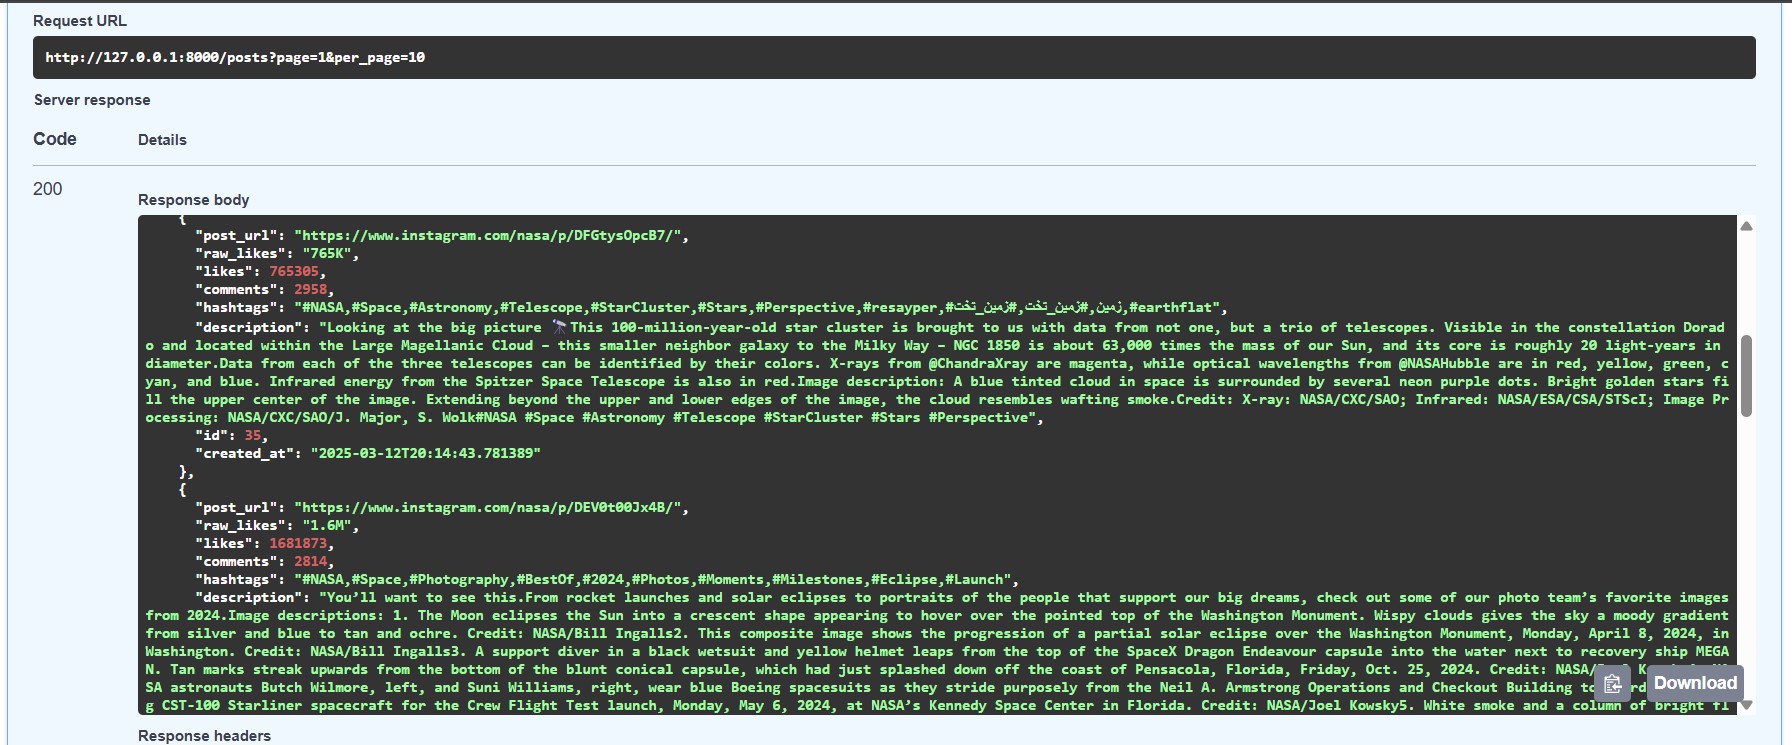 Request URL
http://127.0.0.1:8000/posts?page=1&per_page=10
Server response
Code Details
200
Response body
{
"post_url": "https://www.instagram.com/nasa/p/DFGtysOpcB7/",
"raw_likes": "765K",
"likes": 765305,
"comments": 2958,
"hashtags": "#NASA,#Space,#Astronomy,#Telescope,#StarCluster,#Stars,#Perspective,#resayper,#زمین,#زمین_تخت,#زمین_تخت,#earthflat",
"description": "Looking at the big picture 🔭This 100-million-year-old star cluster is brought to us with data from not one, but a trio of telescopes. Visible in the constellation Dorad
o and located within the Large Magellanic Cloud – this smaller neighbor galaxy to the Milky Way – NGC 1850 is about 63,000 times the mass of our Sun, and its core is roughly 20 light-years in
diameter.Data from each of the three telescopes can be identified by their colors. X-rays from @ChandraXray are magenta, while optical wavelengths from @NASAHubble are in red, yellow, green, c
yan, and blue. Infrared energy from the Spitzer Space Telescope is also in red.Image description: A blue tinted cloud in space is surrounded by several neon purple dots. Bright golden stars fi
ll the upper center of the image. Extending beyond the upper and lower edges of the image, the cloud resembles wafting smoke.Credit: X-ray: NASA/CXC/SAO; Infrared: NASA/ESA/CSA/STScI; Image Pr
ocessing: NASA/CXC/SAO/J. Major, S. Wolk#NASA #Space #Astronomy #Telescope #StarCluster #Stars #Perspective",
"id": 35,
"created_at": "2025-03-12T20:14:43.781389"
},
{
"post_url": "https://www.instagram.com/nasa/p/DEV0t00Jx4B/",
"raw_likes": "1.6M",
"likes": 1681873,
"comments": 2814,
"hashtags": "#NASA,#Space,#Photography,#BestOf,#2024,#Photos,#Moments,#Milestones,#Eclipse,#Launch",
"description": "You’ll want to see this.From rocket launches and solar eclipses to portraits of the people that support our big dreams, check out some of our photo team’s favorite images
from 2024.Image descriptions: 1. The Moon eclipses the Sun into a crescent shape appearing to hover over the pointed top of the Washington Monument. Wispy clouds gives the sky a moody gradient
from silver and blue to tan and ochre. Credit: NASA/Bill Ingalls2. This composite image shows the progression of a partial solar eclipse over the Washington Monument, Monday, April 8, 2024, in
Washington. Credit: NASA/Bill Ingalls3. A support diver in a black wetsuit and yellow helmet leaps from the top of the SpaceX Dragon Endeavour capsule into the water next to recovery ship MEGA
N. Tan marks streak upwards from the bottom of the blunt conical capsule, which had just splashed down off the coast of Pensacola, Florida, Friday, Oct. 25, 2024. Credit: NASA/
SA astronauts Butch Wilmore, left, and Suni Williams, right, wear blue Boeing spacesuits as they stride purposely from the Neil A. Armstrong Operations and Checkout Building
g CST-100 Starliner spacecraft for the Crew Flight Test launch, Monday, May 6, 2024, at NASA’s Kennedy Space Center in Florida. Credit: NASA/Joel Kowsky5. White smoke and a column of bright fl
Download
Response headers